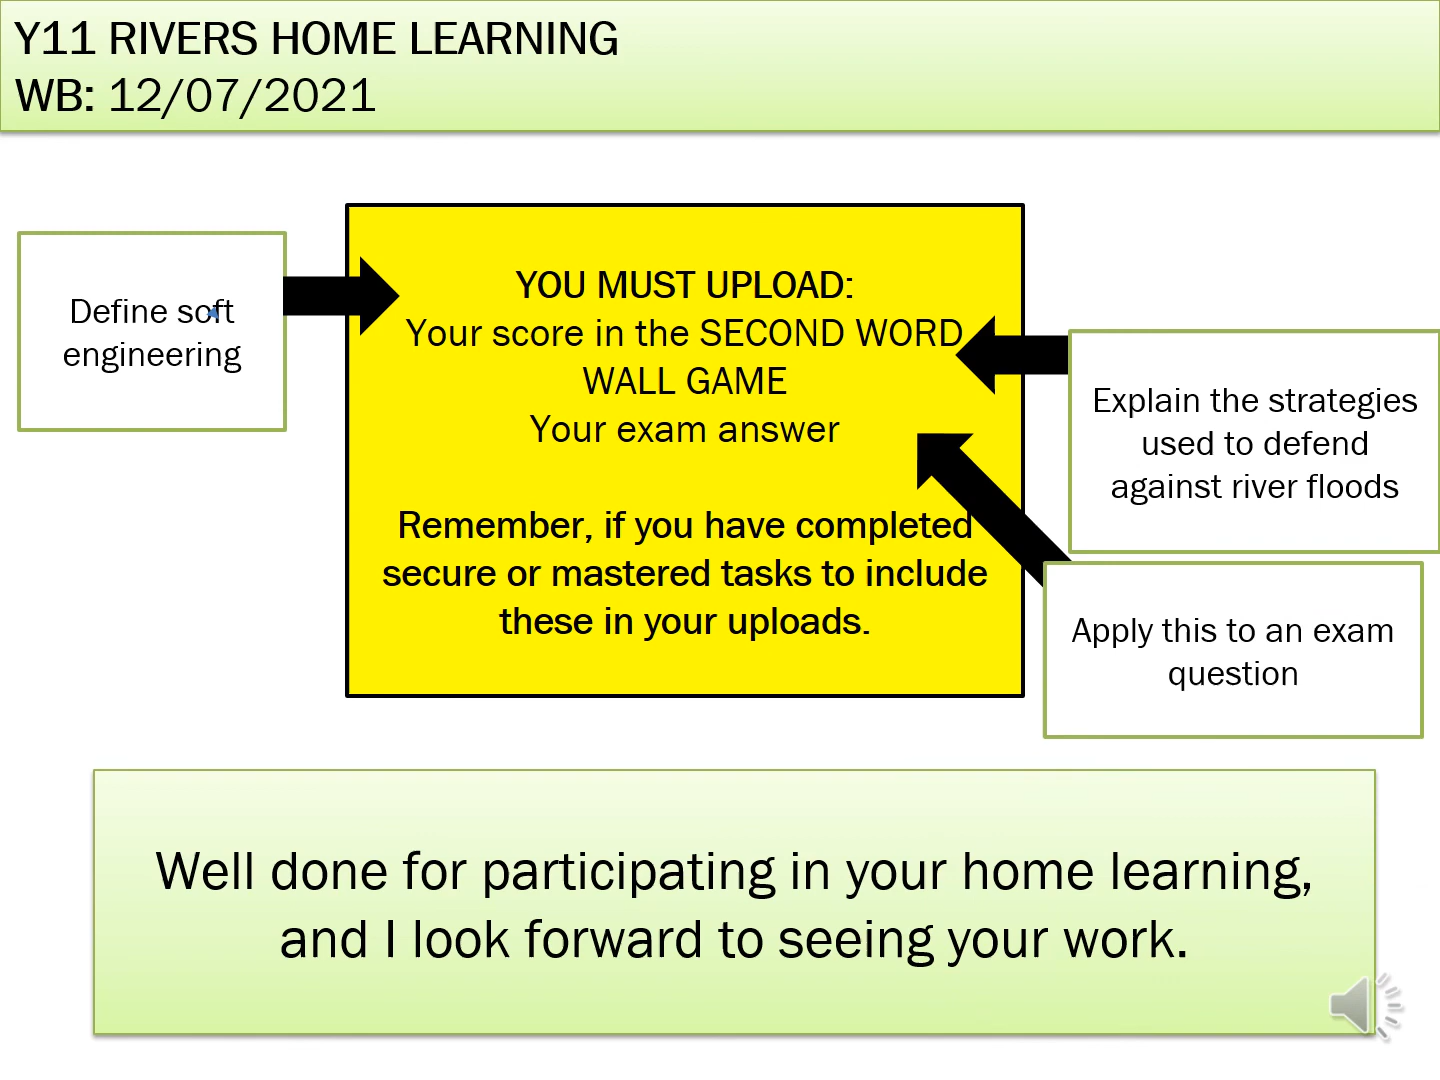 Y11 RIVERS HOME LEARNING
WB: 12/07/2021
Define soft
engineering
YOU MUST UPLOAD:
Your score in the SECOND WORD
WALL GAME
Your exam answer
Remember, if you have completed
secure or mastered tasks to include
these in your uploads.
Explain the strategies
used to defend
against river floods
Apply this to an exam
question
Well done for participating in your home learning,
and I look forward to seeing your work.